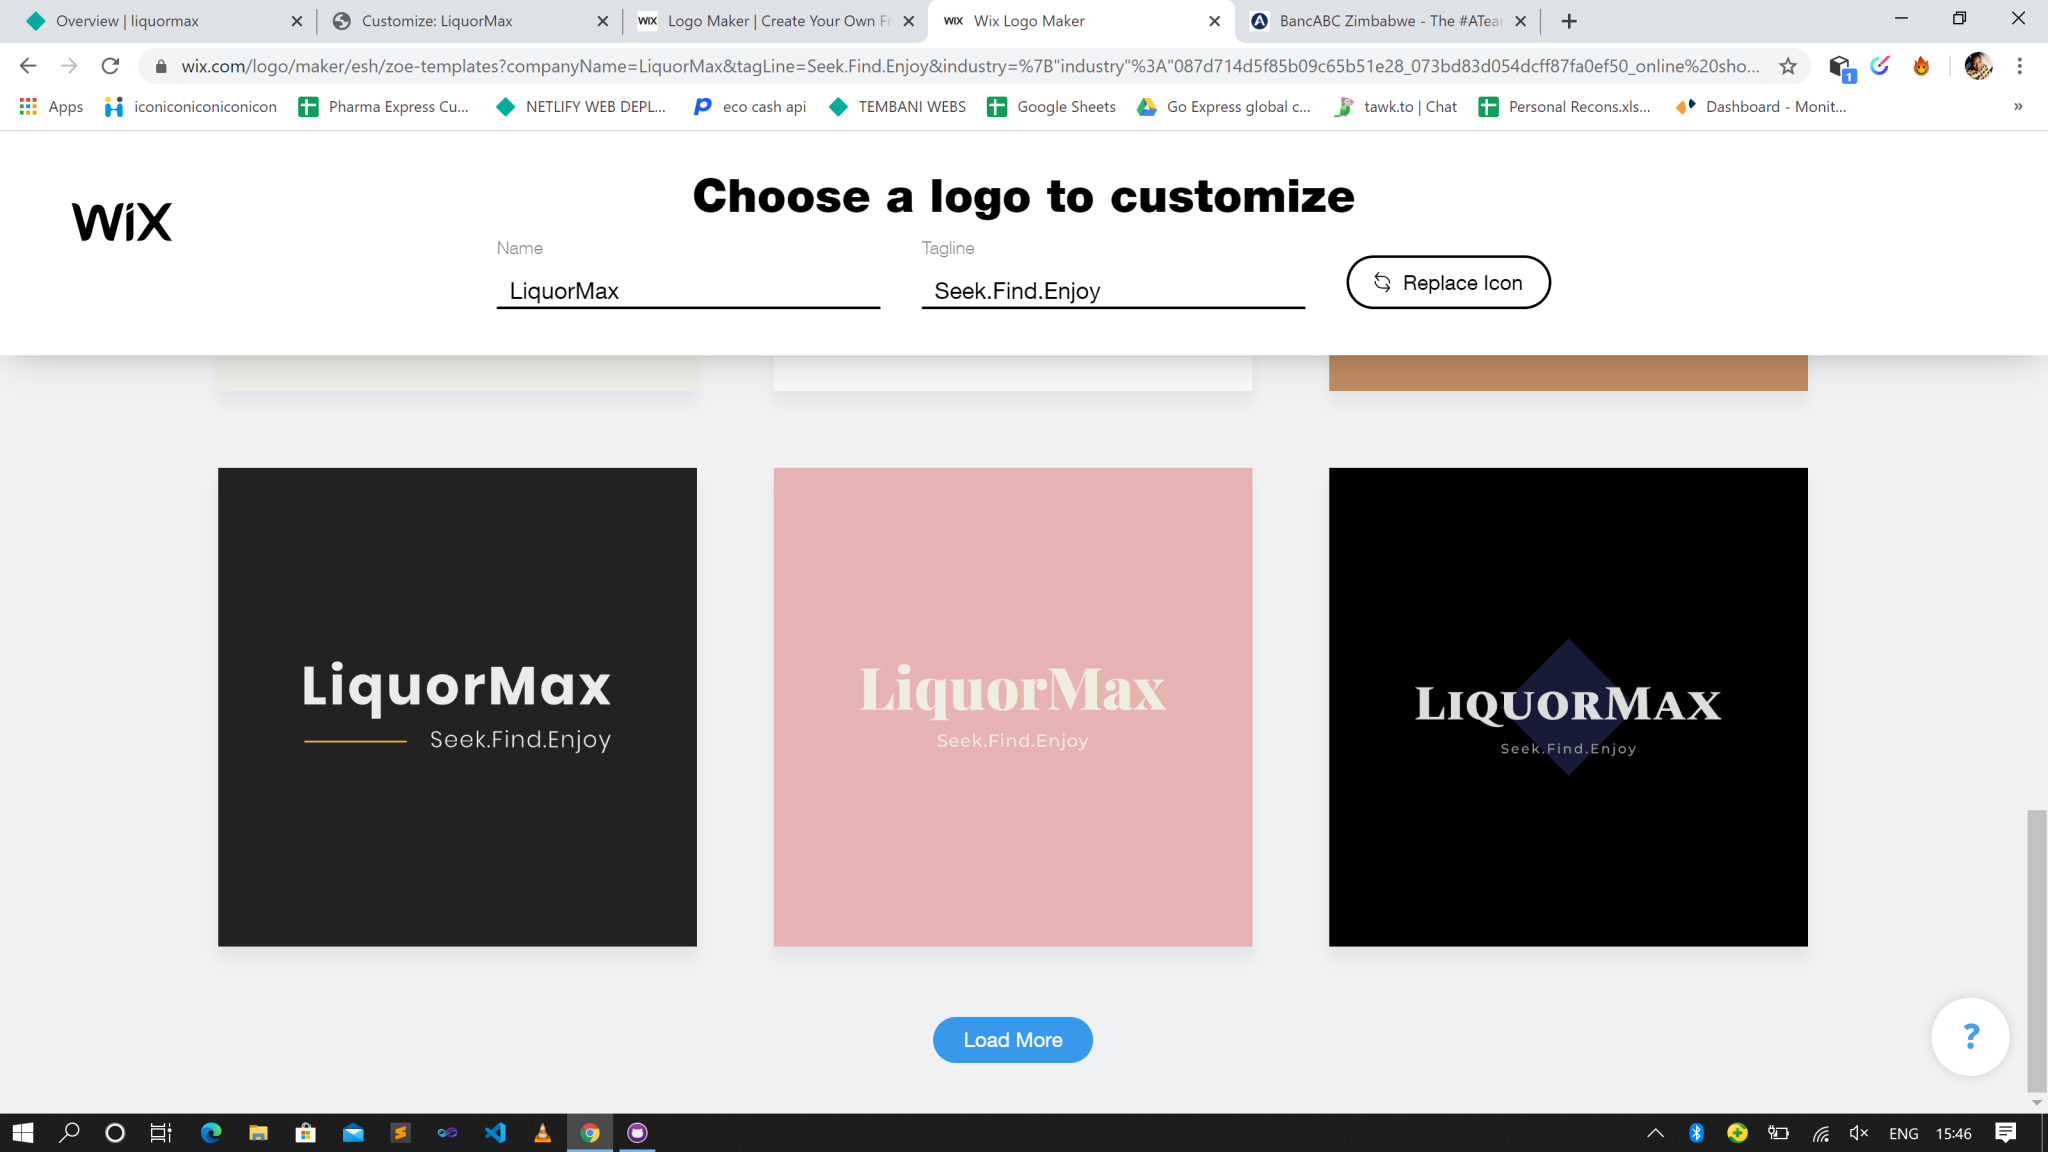 Overview | liquormax
Customize: LiquorMax
WIX Logo Maker | Create Your Own Fr
WIX Wix Logo Maker
BancABC Zimbabwe - The #ATear
wix.com/logo/maker/esh/zoe-templates?companyName=LiquorMax&tagLine=Seek.Find.Enjoy&industry=%7B"industry"%3A"087d714d5f85b09c65b51e28_073bd83d054dcff87fa0ef50_online%20sho...
1
Apps
iconiconiconiconicon
Pharma Express Cu...
NETLIFY WEB DEPL...
eco cash api
TEMBANI WEBS
Google Sheets
Go Express global c...
tawk.to | Chat
Personal Recons.xls...
Dashboard - Monit...
»
WiX
Choose a logo to customize
Name
LiquorMax
Tagline
Seek.Find.Enjoy
Replace Icon
LiquorMax
Seek.Find.Enjoy
LiquorMax
Seek.Find.Enjoy
LiquorMax
Seek.Find.Enjoy
Load More
?
ENG
15:46